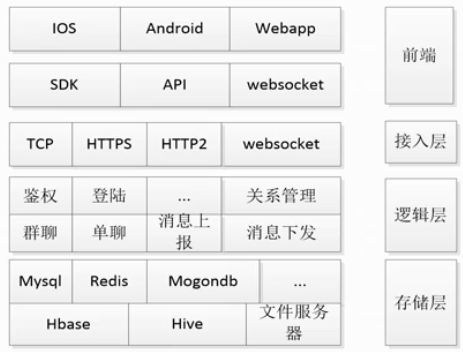 IOS Android Webapp
前端
SDK API websocket
TCP HTTPS HTTP2 websocket 接入层
鉴权 登陆 ... 关系管理
逻辑层
群聊 单聊 消息上报 消息下发
Mysql Redis Mogondb ...
存储层
Hbase Hive 文件服务器